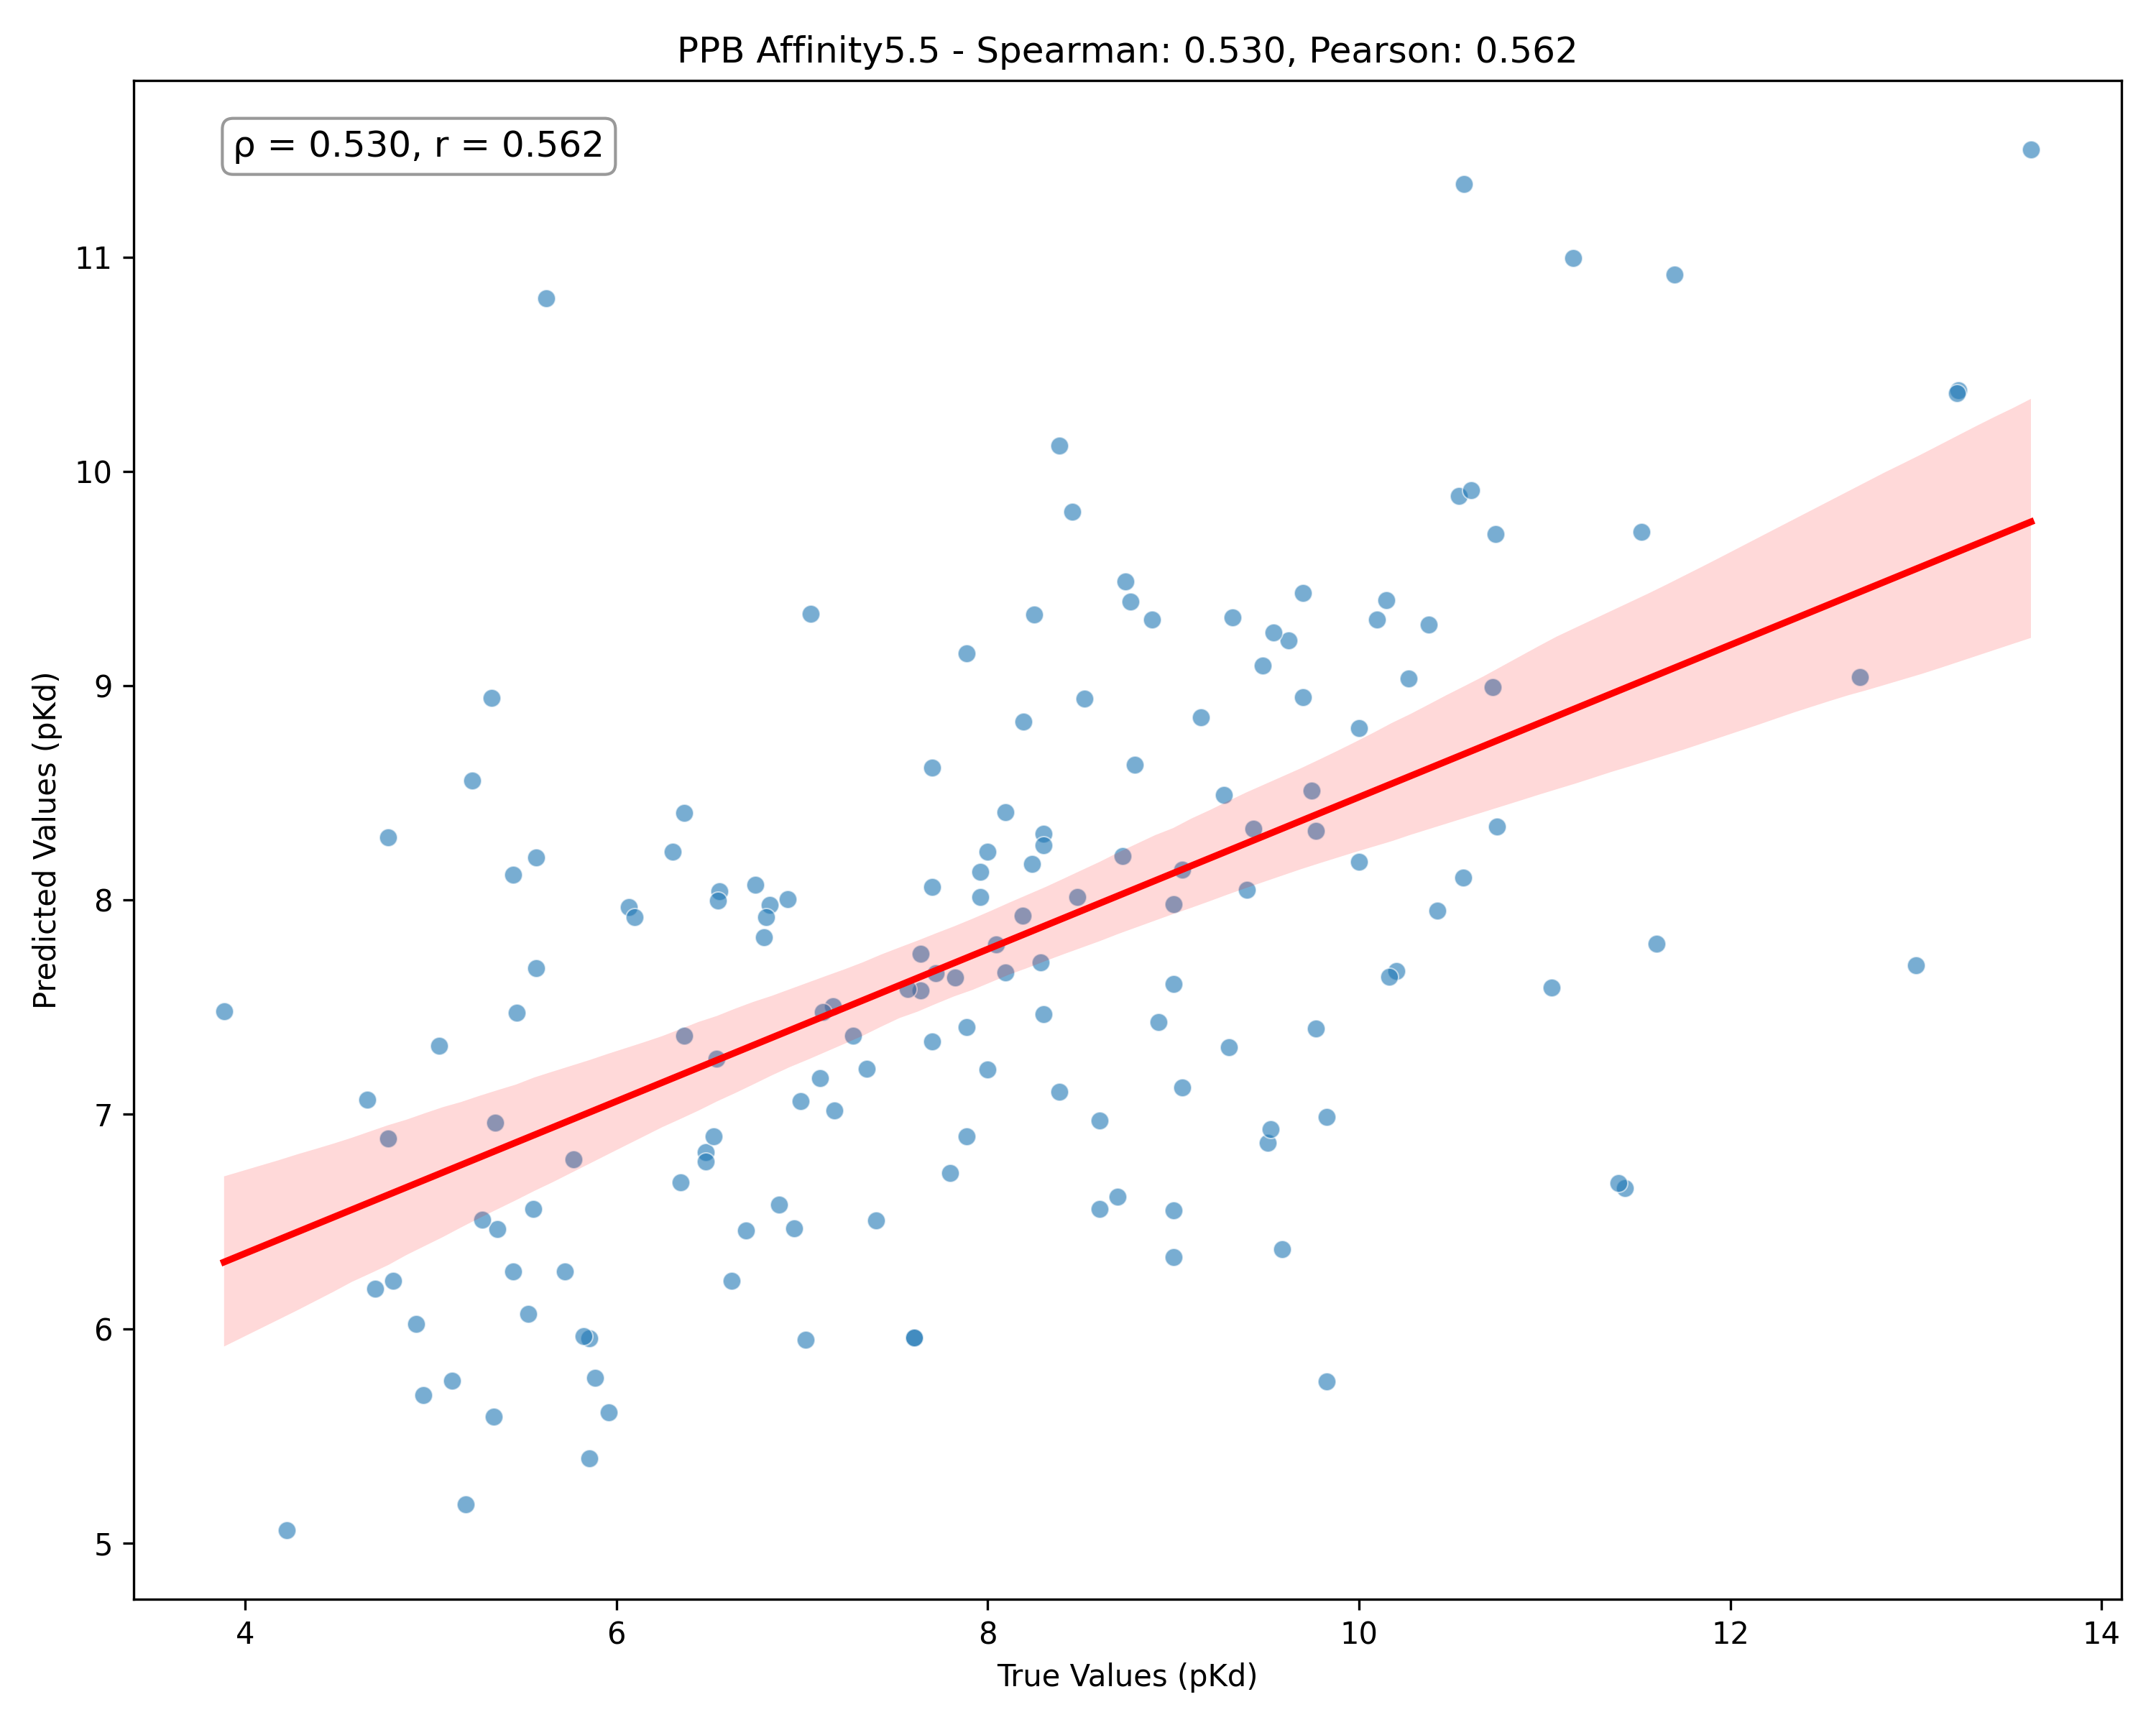 PPB Affinity5.5 - Spearman: 0.530, Pearson: 0.562
ρ = 0.530, r = 0.562
Predicted Values (pKd)
11
10
9
8
7
6
5
4 6 8 10 12 14
True Values (pKd)